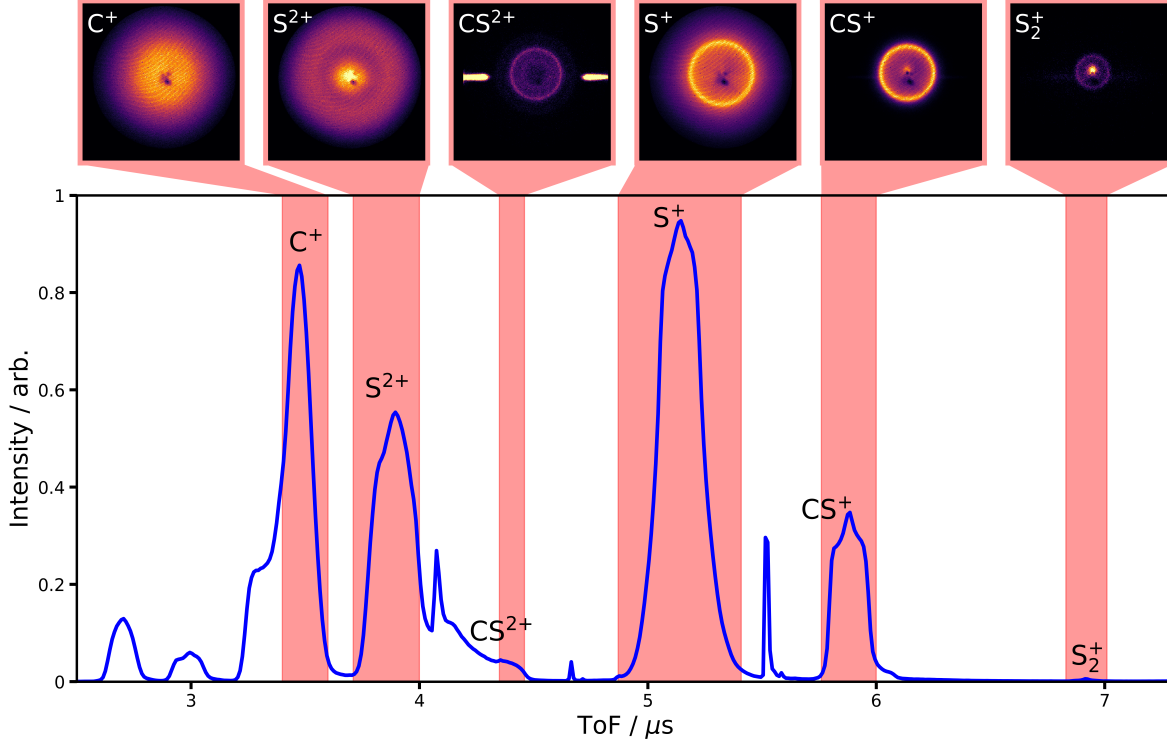 C⁺ S²⁺ CS²⁺ S⁺ CS⁺ S₂⁺
1
0.8
0.6
0.4
0.2
0
Intensity / arb.
C⁺
S²⁺
CS²⁺
S⁺
CS⁺
S₂⁺
3 4 5 6 7
ToF / μs